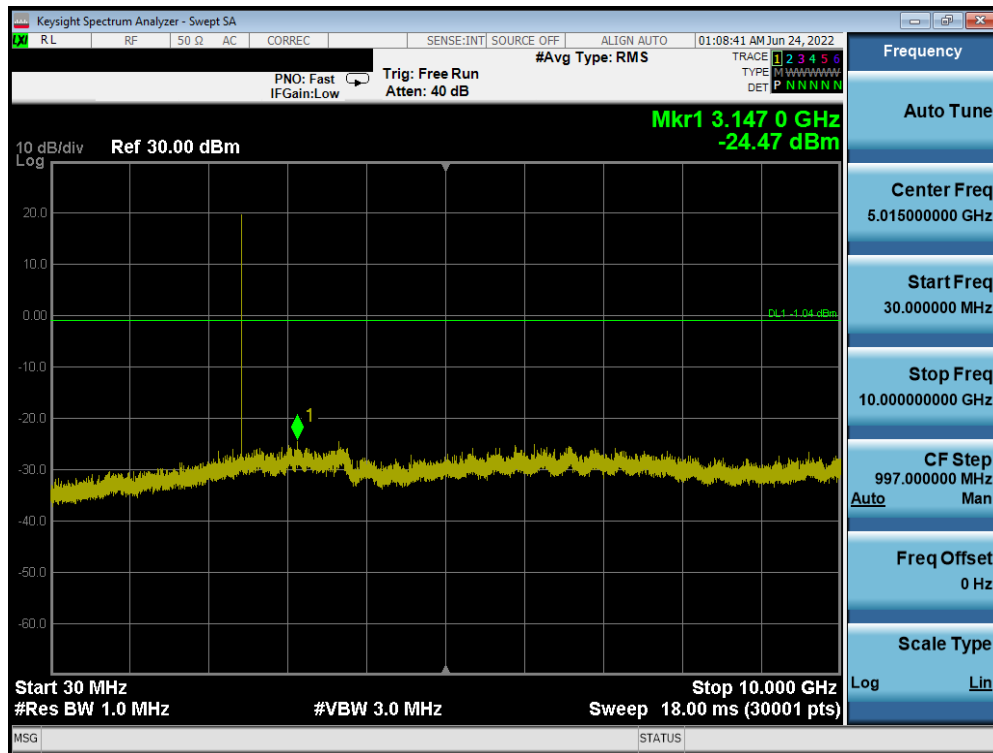 Keysight Spectrum Analyzer - Swept SA
LXI RL RF 50 Ω AC CORREC SENSE:INT SOURCE OFF ALIGN AUTO 01:08:41 AM Jun 24, 2022
#Avg Type: RMS
TRACE 1 2 3 4 5 6
TYPE M WWWWW
DET P N N N N N
PNO: Fast
IFGain:Low
Trig: Free Run
Atten: 40 dB
Mkr1 3.147 0 GHz
-24.47 dBm
10 dB/div
Log
Ref 30.00 dBm
20.0
10.0
0.00
DL1 -1.04 dBm
-10.0
-20.0
1
-30.0
-40.0
-50.0
-60.0
Start 30 MHz
Stop 10.000 GHz
#Res BW 1.0 MHz
#VBW 3.0 MHz
Sweep 18.00 ms (30001 pts)
MSG
STATUS
Frequency
Auto Tune
Center Freq
5.015000000 GHz
Start Freq
30.000000 MHz
Stop Freq
10.000000000 GHz
CF Step
997.000000 MHz
Auto Man
Freq Offset
0 Hz
Scale Type
Log Lin